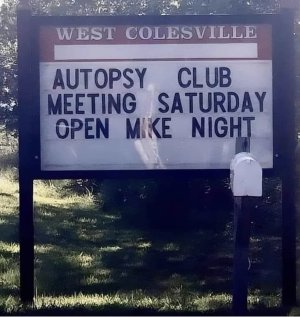 WEST COLESVILLE
AUTOPSY CLUB
MEETING SATURDAY
OPEN MIKE NIGHT